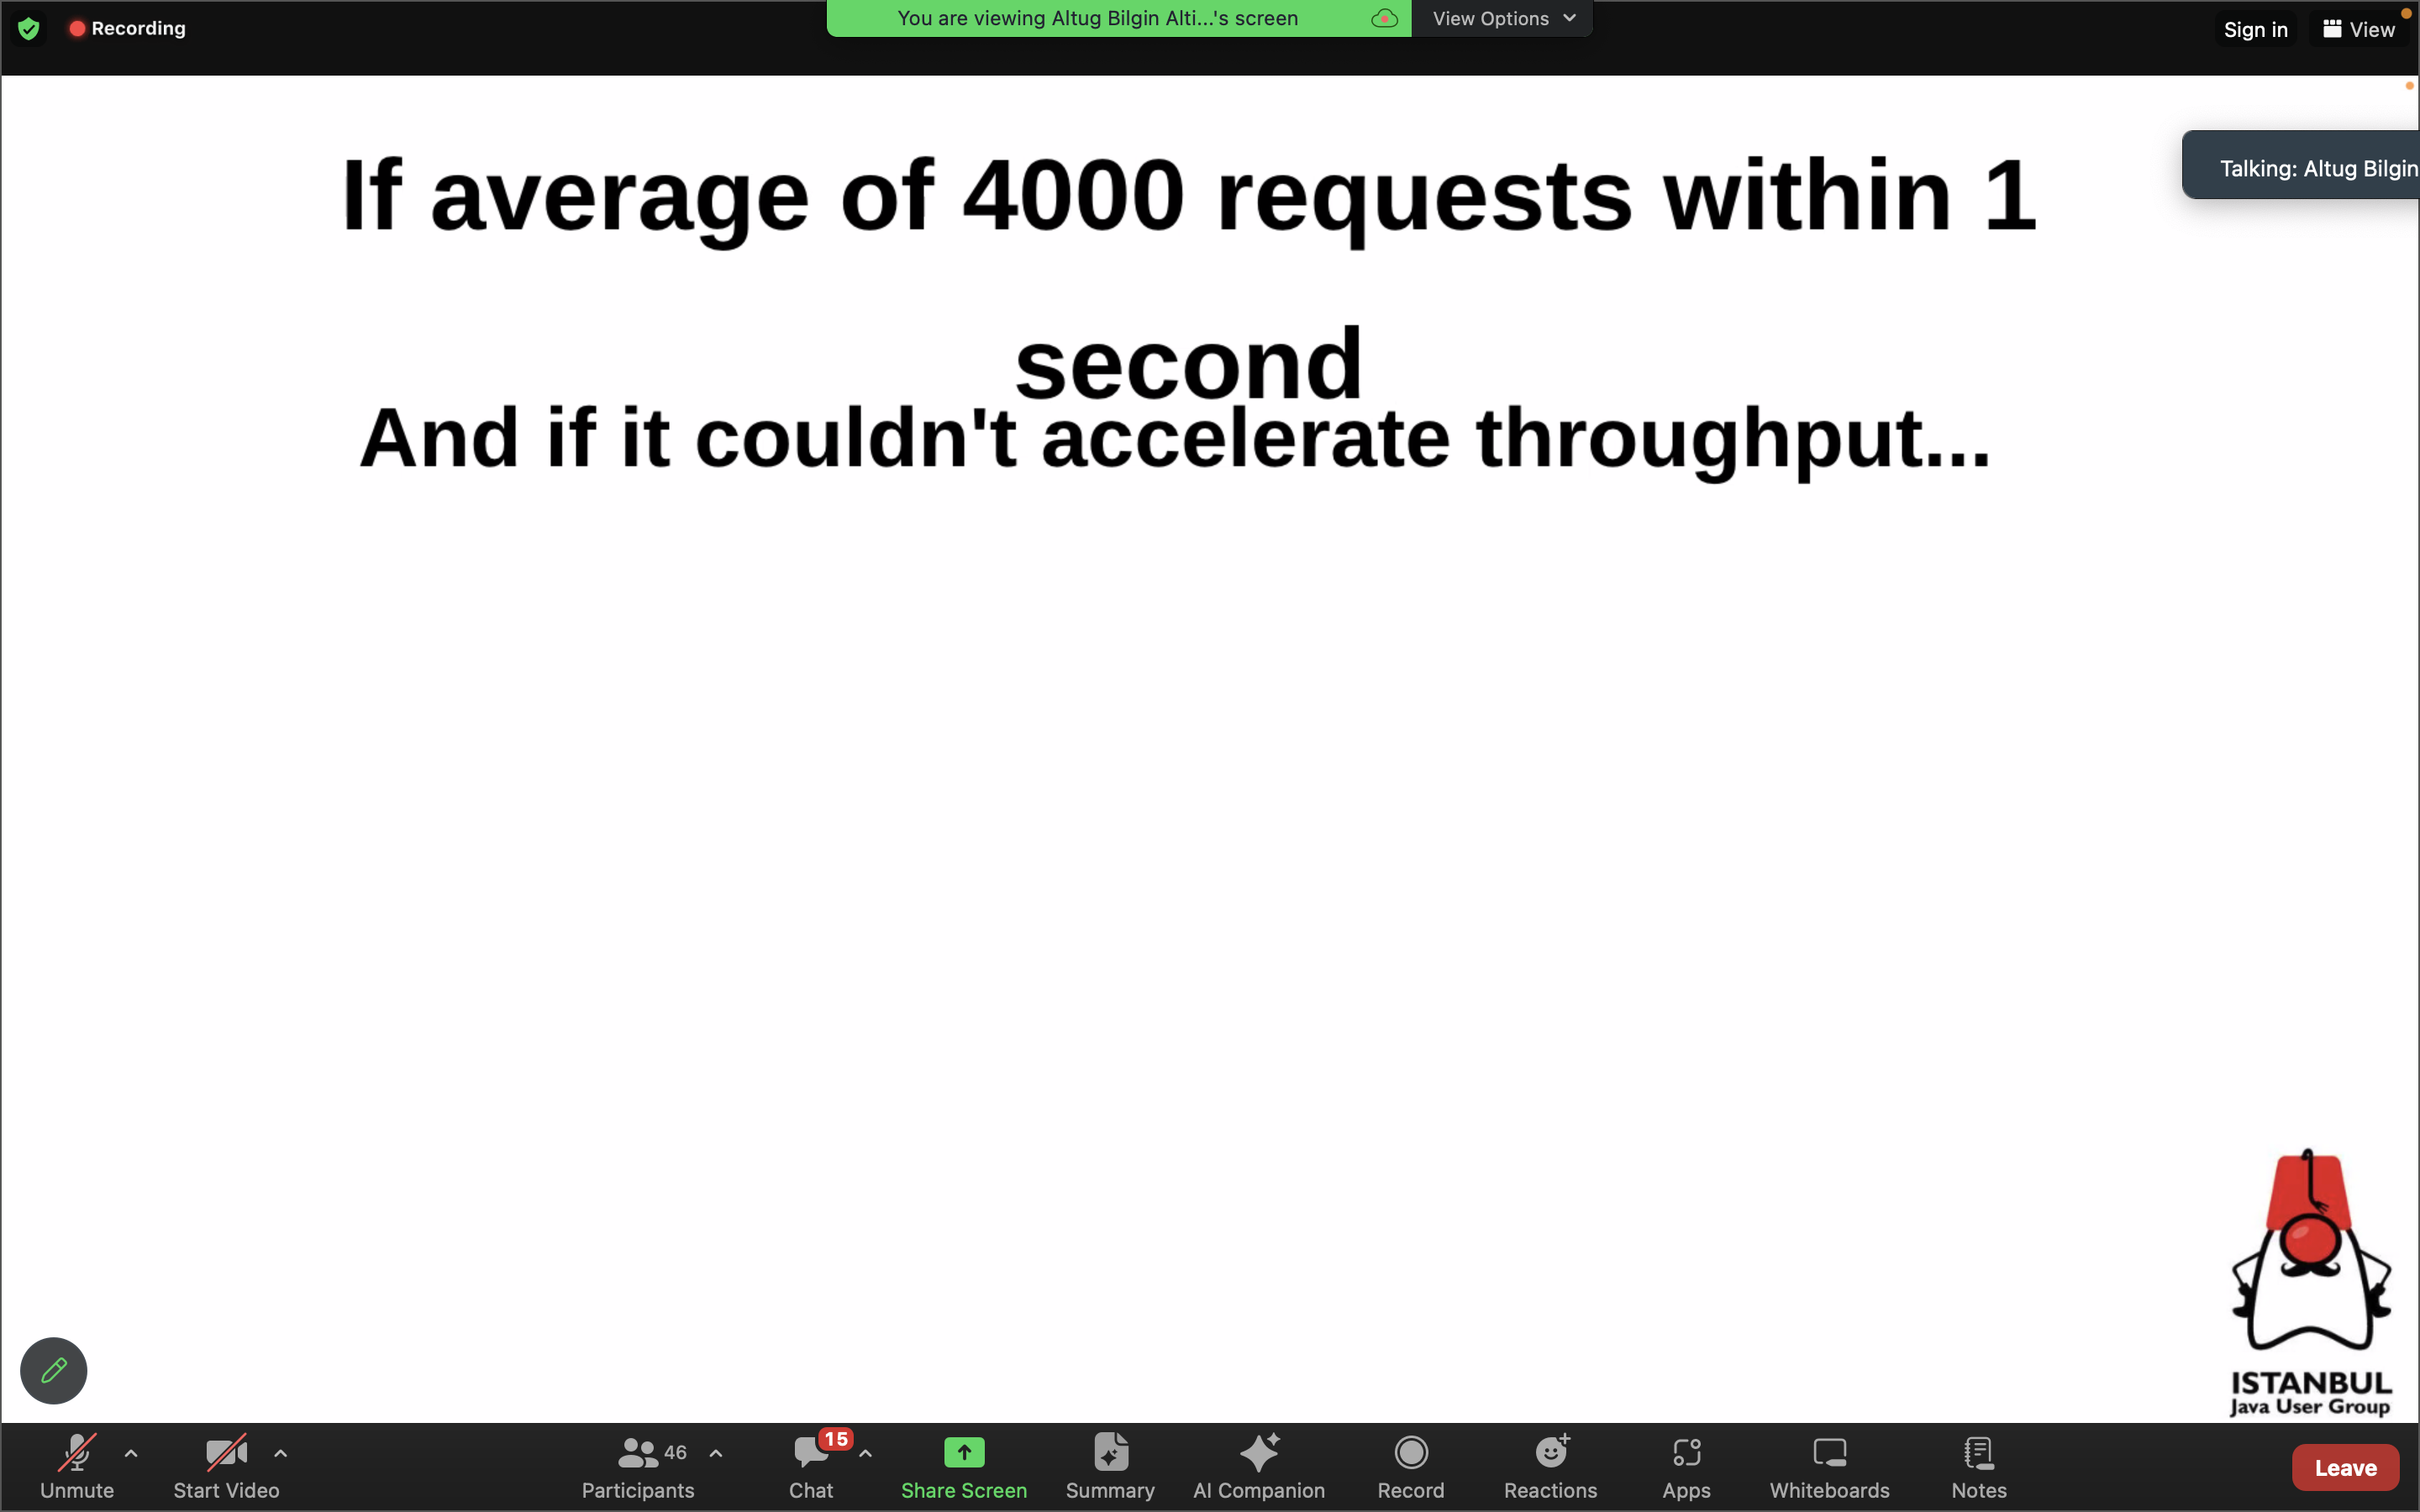 Recording
You are viewing Altug Bilgin Alti...'s screen
View Options
Sign in
View
Talking: Altug Bilgin
If average of 4000 requests within 1
second
And if it couldn't accelerate throughput...
ISTANBUL
Java User Group
46
15
Unmute
Start Video
Participants
Chat
Share Screen
Summary
AI Companion
Record
Reactions
Apps
Whiteboards
Notes
Leave